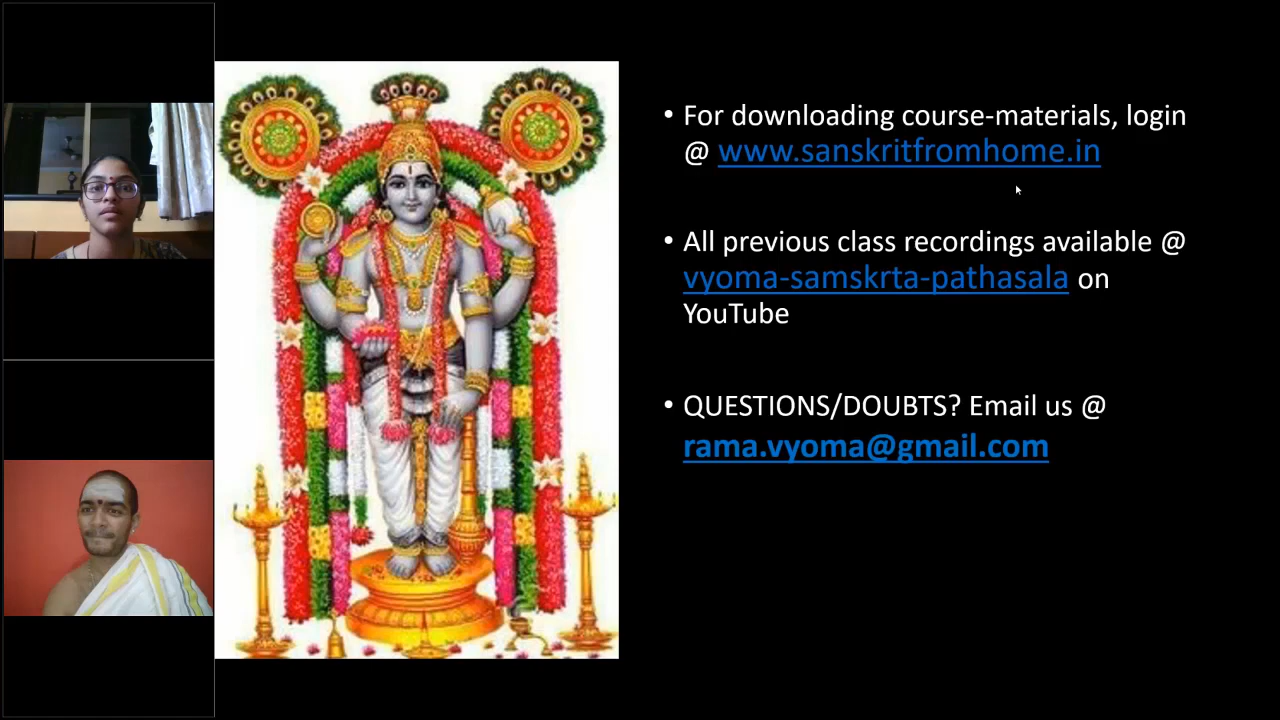 • For downloading course-materials, login
@ www.sanskritfromhome.in
• All previous class recordings available @
vyoma-samskrta-pathasala on
YouTube
• QUESTIONS/DOUBTS? Email us @
rama.vyoma@gmail.com